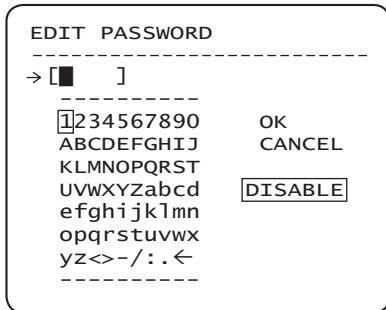 EDIT PASSWORD
--------------------------
→[█   ]
----------
1234567890 OK
ABCDEFGHIJ CANCEL
KLMNOPQRST
UVWXYZabcd DISABLE
efghijklmn
opqrstuvwx
yz<>-/:.←
----------